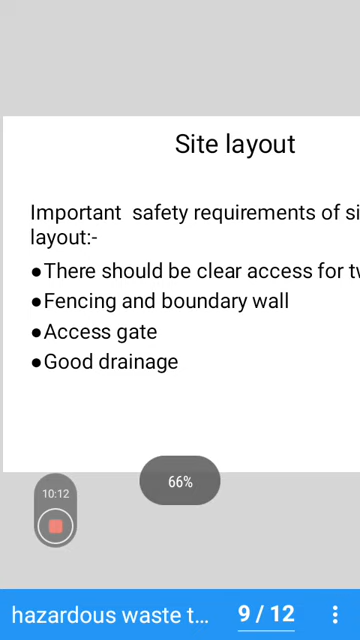 Site layout
Important safety requirements of si
layout:-
●There should be clear access for tw
●Fencing and boundary wall
●Access gate
●Good drainage
66%
10:12
hazardous waste t...
9 / 12